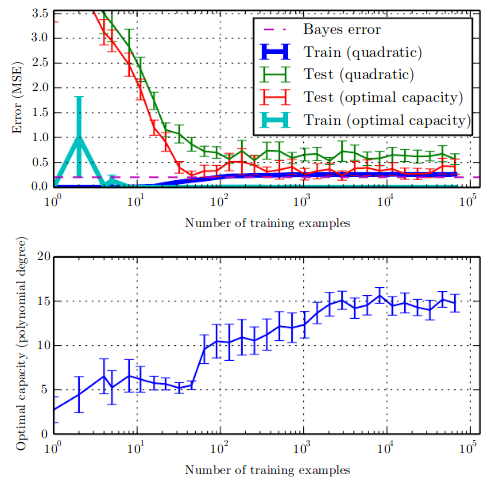 3.5
3.0
2.5
2.0
1.5
1.0
0.5
0.0
Error (MSE)
Bayes error
Train (quadratic)
Test (quadratic)
Test (optimal capacity)
Train (optimal capacity)
10^0 10^1 10^2 10^3 10^4 10^5
Number of training examples
20
15
10
5
0
Optimal capacity (polynomial degree)
10^0 10^1 10^2 10^3 10^4 10^5
Number of training examples